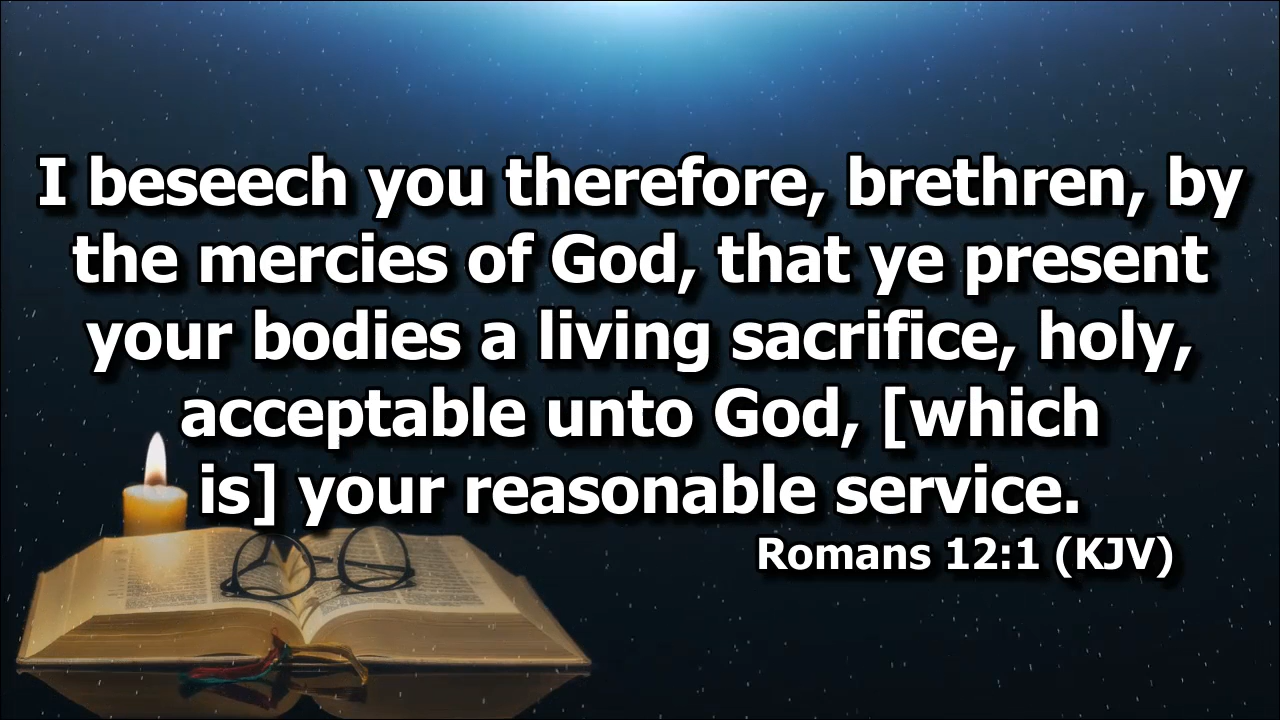 I beseech you therefore, brethren, by
the mercies of God, that ye present
your bodies a living sacrifice, holy,
acceptable unto God, [which
is] your reasonable service.
Romans 12:1 (KJV)